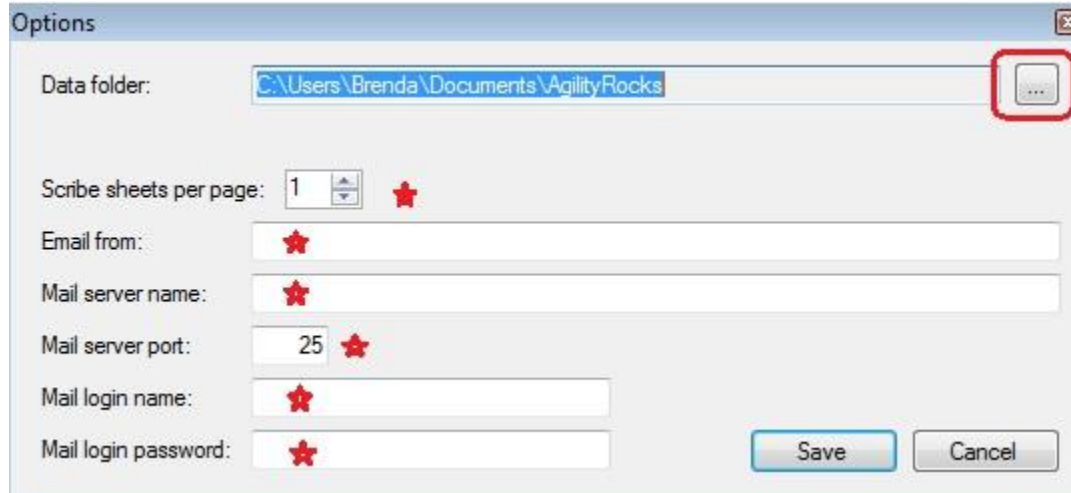 Options
Data folder: C:\Users\Brenda\Documents\AgilityRocks ...
Scribe sheets per page: 1
Email from:
Mail server name:
Mail server port: 25
Mail login name:
Mail login password:
Save Cancel